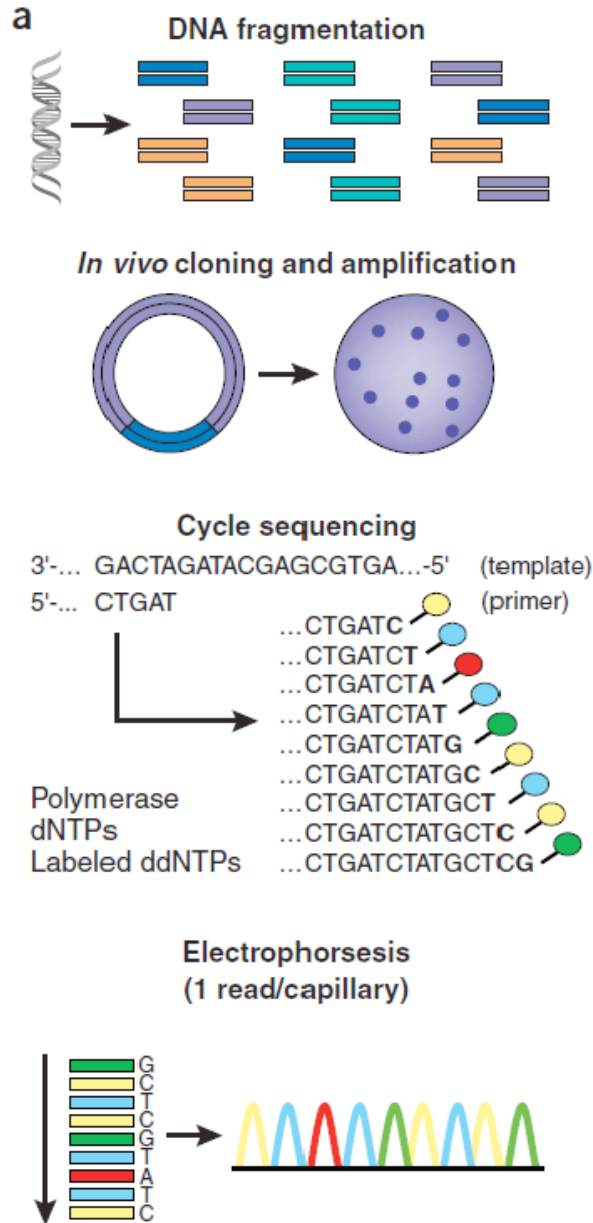 a
DNA fragmentation
In vivo cloning and amplification
Cycle sequencing
3'-... GACTAGATACGAGCGTGA...-5' (template)
5'-... CTGAT (primer)
...CTGATC
...CTGATCT
...CTGATCTA
...CTGATCTAT
...CTGATCTATG
...CTGATCTATGC
...CTGATCTATGCT
...CTGATCTATGCTC
...CTGATCTATGCTCG
Polymerase
dNTPs
Labeled ddNTPs
Electrophorsesis
(1 read/capillary)
G
C
T
C
G
T
A
T
C